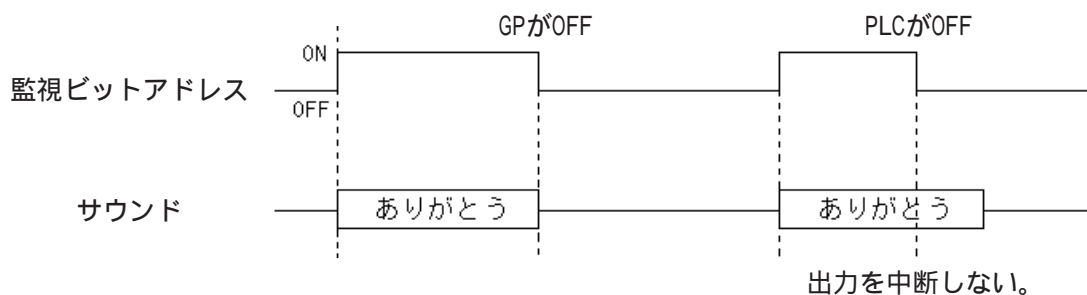 GPがOFF
PLCがOFF
ON
監視ビットアドレス
OFF
サウンド
ありがとう
ありがとう
出力を中断しない。